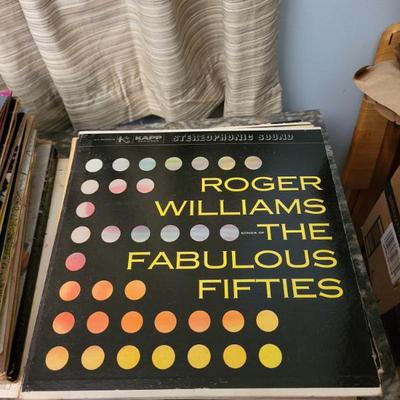 KAPP STEREOPHONIC SOUND
ROGER
WILLIAMS
SONGS OF THE
FABULOUS
FIFTIES